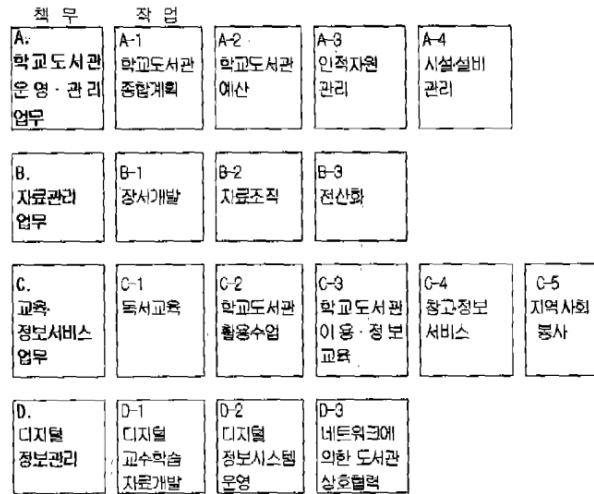 책 무 작 업
A.
학교도서관
운영·관리
업무
A-1
학교도서관
종합계획
A-2
학교도서관
예산
A-3
인적자원
관리
A-4
시설·설비
관리
B.
자료관리
업무
B-1
장서개발
B-2
자료조직
B-3
전산화
C.
교육·
정보서비스
업무
C-1
독서교육
C-2
학교도서관
활용수업
C-3
학교도서관
이용·정보
교육
C-4
참고·정보
서비스
C-5
지역사회
봉사
D.
디지털
정보관리
D-1
디지털
교수학습
자료개발
D-2
디지털
정보시스템
운영
D-3
네트워크에
의한 도서관
상호협력